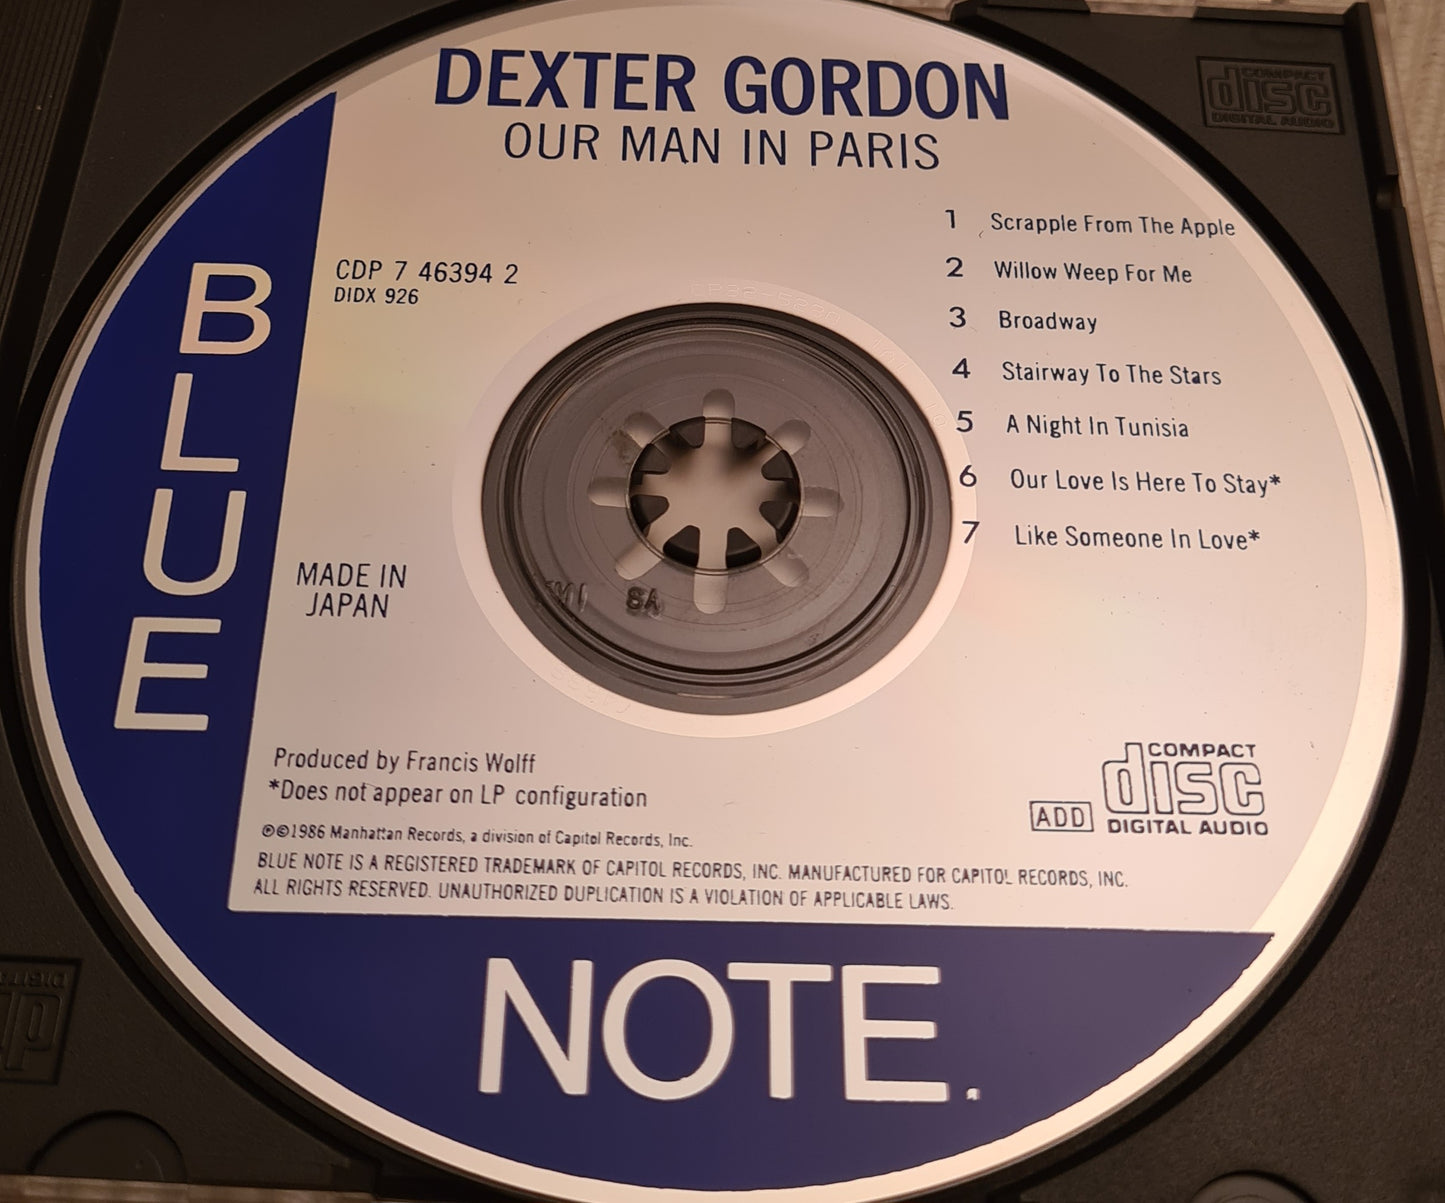 DEXTER GORDON
OUR MAN IN PARIS
COMPACT
disc
DIGITAL AUDIO
1 Scrapple From The Apple
2 Willow Weep For Me
3 Broadway
4 Stairway To The Stars
5 A Night In Tunisia
6 Our Love Is Here To Stay*
7 Like Someone In Love*
CDP 7 46394 2
DIDX 926
BLUE
MADE IN
JAPAN
Produced by Francis Wolff
*Does not appear on LP configuration
℗©1986 Manhattan Records, a division of Capitol Records, Inc.
BLUE NOTE IS A REGISTERED TRADEMARK OF CAPITOL RECORDS, INC. MANUFACTURED FOR CAPITOL RECORDS, INC.
ALL RIGHTS RESERVED. UNAUTHORIZED DUPLICATION IS A VIOLATION OF APPLICABLE LAWS.
ADD
COMPACT
disc
DIGITAL AUDIO
NOTE.